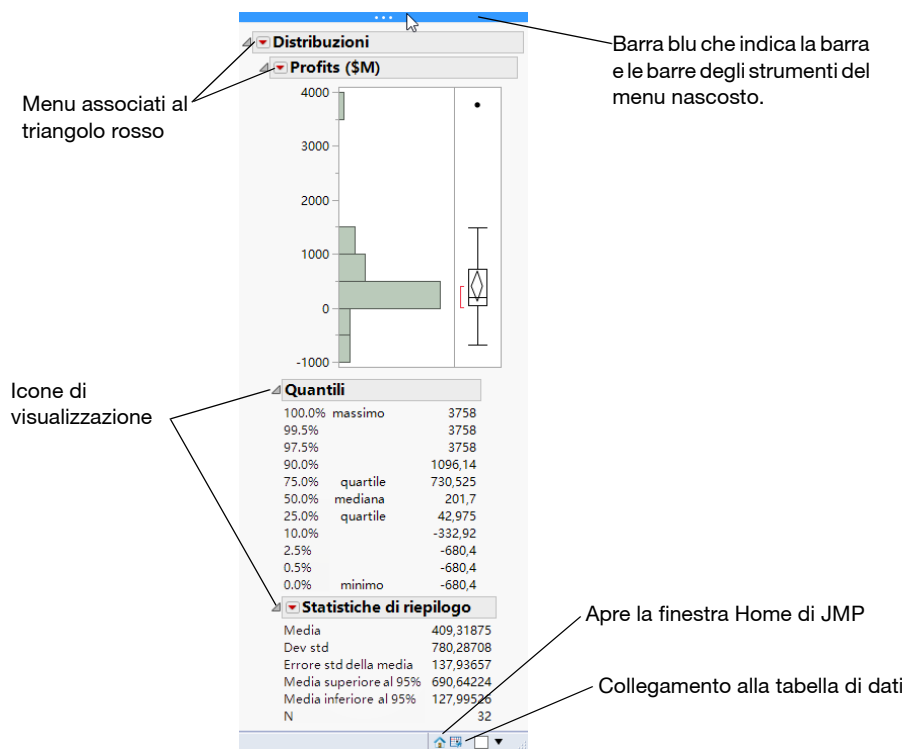 Distribuzioni
Profits ($M)
Barra blu che indica la barra
e le barre degli strumenti del
menu nascosto.
Menu associati al
triangolo rosso
4000
3000
2000
1000
0
-1000
Icone di
visualizzazione
Quantili
100.0% massimo 3758
99.5% 3758
97.5% 3758
90.0% 1096,14
75.0% quartile 730,525
50.0% mediana 201,7
25.0% quartile 42,975
10.0% -332,92
2.5% -680,4
0.5% -680,4
0.0% minimo -680,4
Statistiche di riepilogo
Media 409,31875
Dev std 780,28708
Errore std della media 137,93657
Media superiore al 95% 690,64224
Media inferiore al 95% 127,99526
N 32
Apre la finestra Home di JMP
Collegamento alla tabella di dati